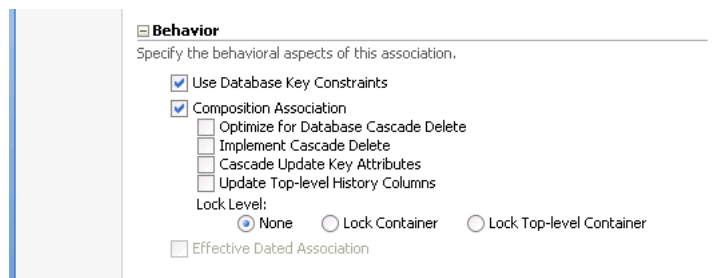 Behavior
Specify the behavioral aspects of this association.
Use Database Key Constraints
Composition Association
Optimize for Database Cascade Delete
Implement Cascade Delete
Cascade Update Key Attributes
Update Top-level History Columns
Lock Level:
None Lock Container Lock Top-level Container
Effective Dated Association